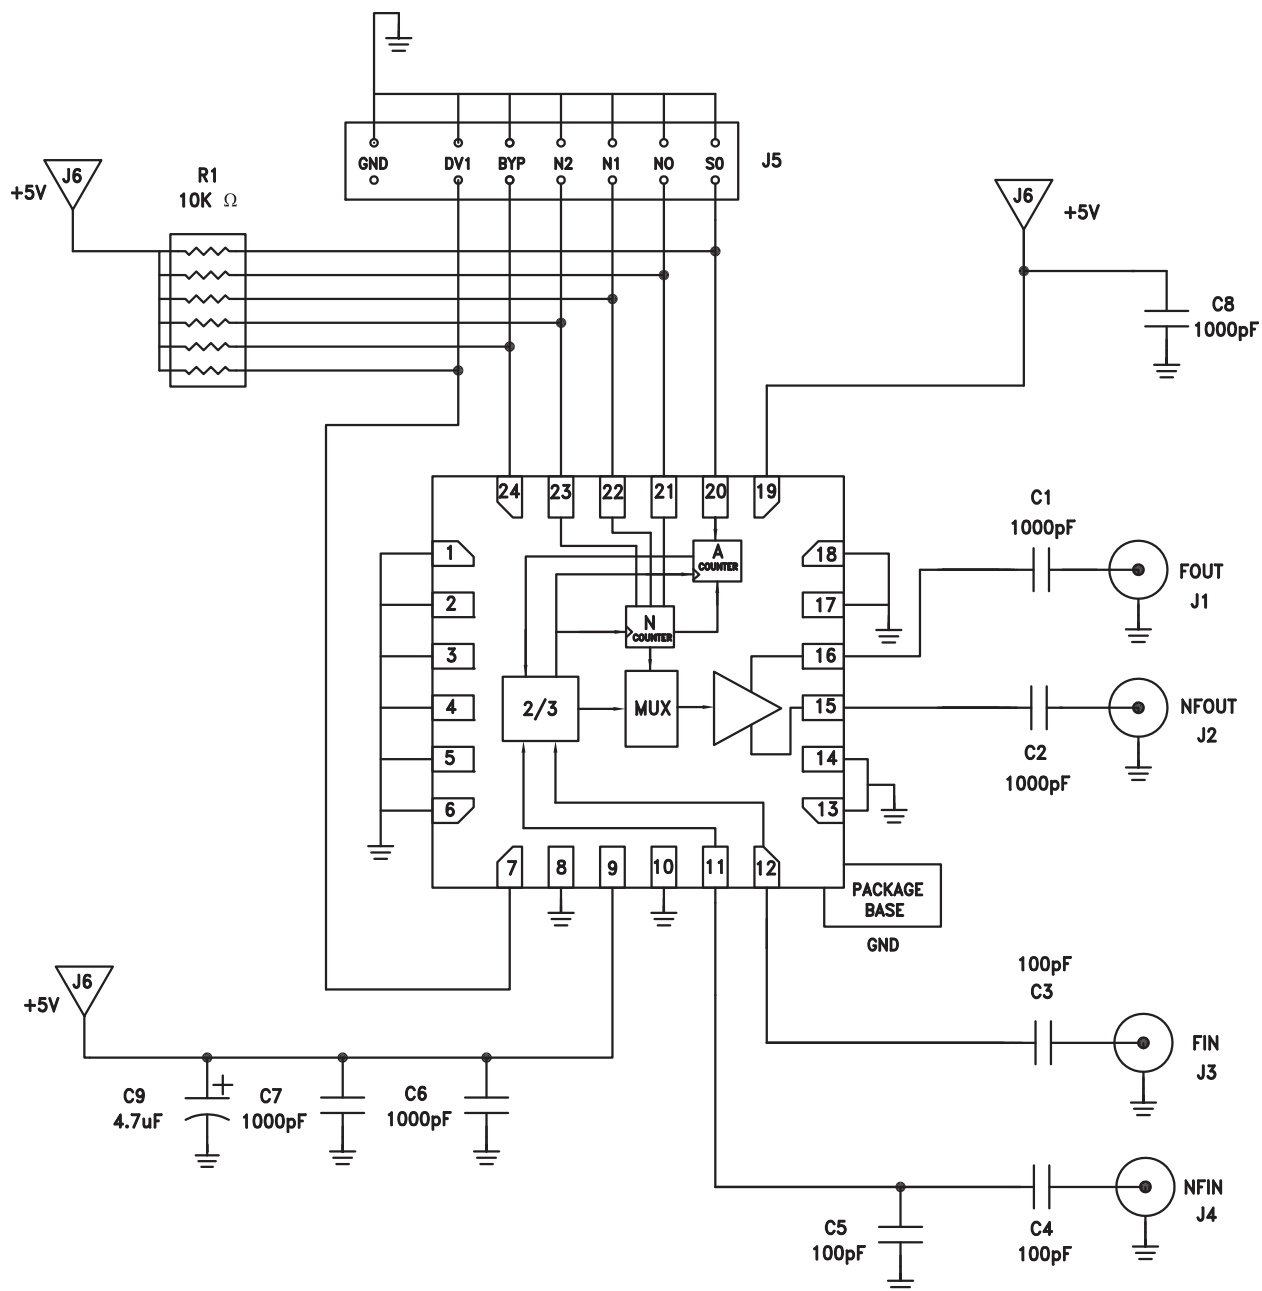 GND DV1 BYP N2 N1 N0 S0
J5
J6
+5V
R1
10K Ω
J6
+5V
C8
1000pF
24 23 22 21 20 19
1
2
3
4
5
6
18
17
16
15
14
13
7 8 9 10 11 12
A
COUNTER
N
COUNTER
2/3
MUX
C1
1000pF
FOUT
J1
NFOUT
J2
C2
1000pF
PACKAGE
BASE
GND
100pF
C3
FIN
J3
J6
+5V
C9
4.7uF
+
C7
1000pF
C6
1000pF
NFIN
J4
C5
100pF
C4
100pF